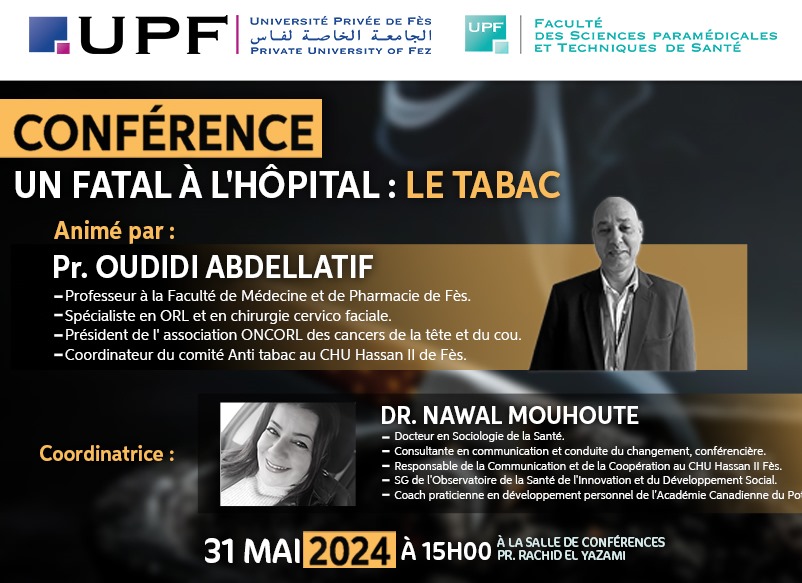 UPF
UNIVERSITÉ PRIVÉE DE FÈS
الجامعة الخاصة لفاس
PRIVATE UNIVERSITY OF FEZ
UPF
FACULTÉ
DES SCIENCES PARAMÉDICALES
ET TECHNIQUES DE SANTÉ
CONFÉRENCE
UN FATAL À L'HÔPITAL : LE TABAC
Animé par :
Pr. OUDIDI ABDELLATIF
– Professeur à la Faculté de Médecine et de Pharmacie de Fès.
– Spécialiste en ORL et en chirurgie cervico faciale.
– Président de l' association ONCORL des cancers de la tête et du cou.
– Coordinateur du comité Anti tabac au CHU Hassan II de Fès.
Coordinatrice :
DR. NAWAL MOUHOUTE
– Docteur en Sociologie de la Santé.
– Consultante en communication et conduite du changement, conférencière.
– Responsable de la Communication et de la Coopération au CHU Hassan II Fès.
– SG de l'Observatoire de la Santé de l'Innovation et du Développement Social.
– Coach praticienne en développement personnel de l'Académie Canadienne du Po
31 MAI 2024 À 15H00 À LA SALLE DE CONFÉRENCES
PR. RACHID EL YAZAMI